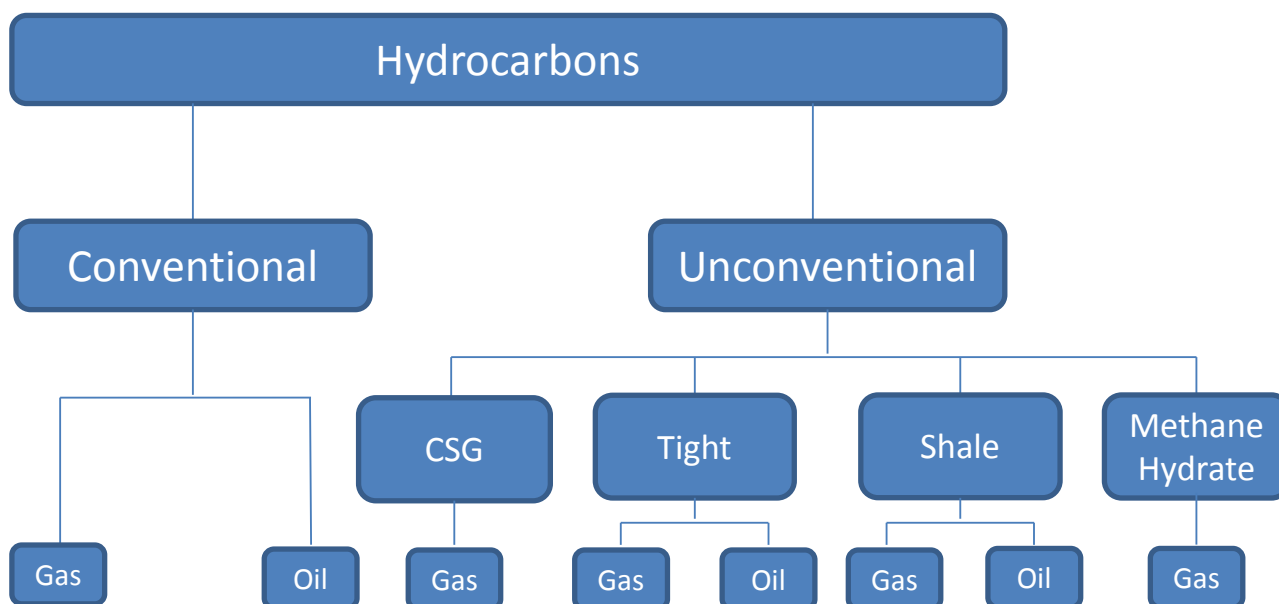 Hydrocarbons
Conventional
Unconventional
CSG
Tight
Shale
Methane
Hydrate
Gas
Oil
Gas
Gas
Oil
Gas
Oil
Gas